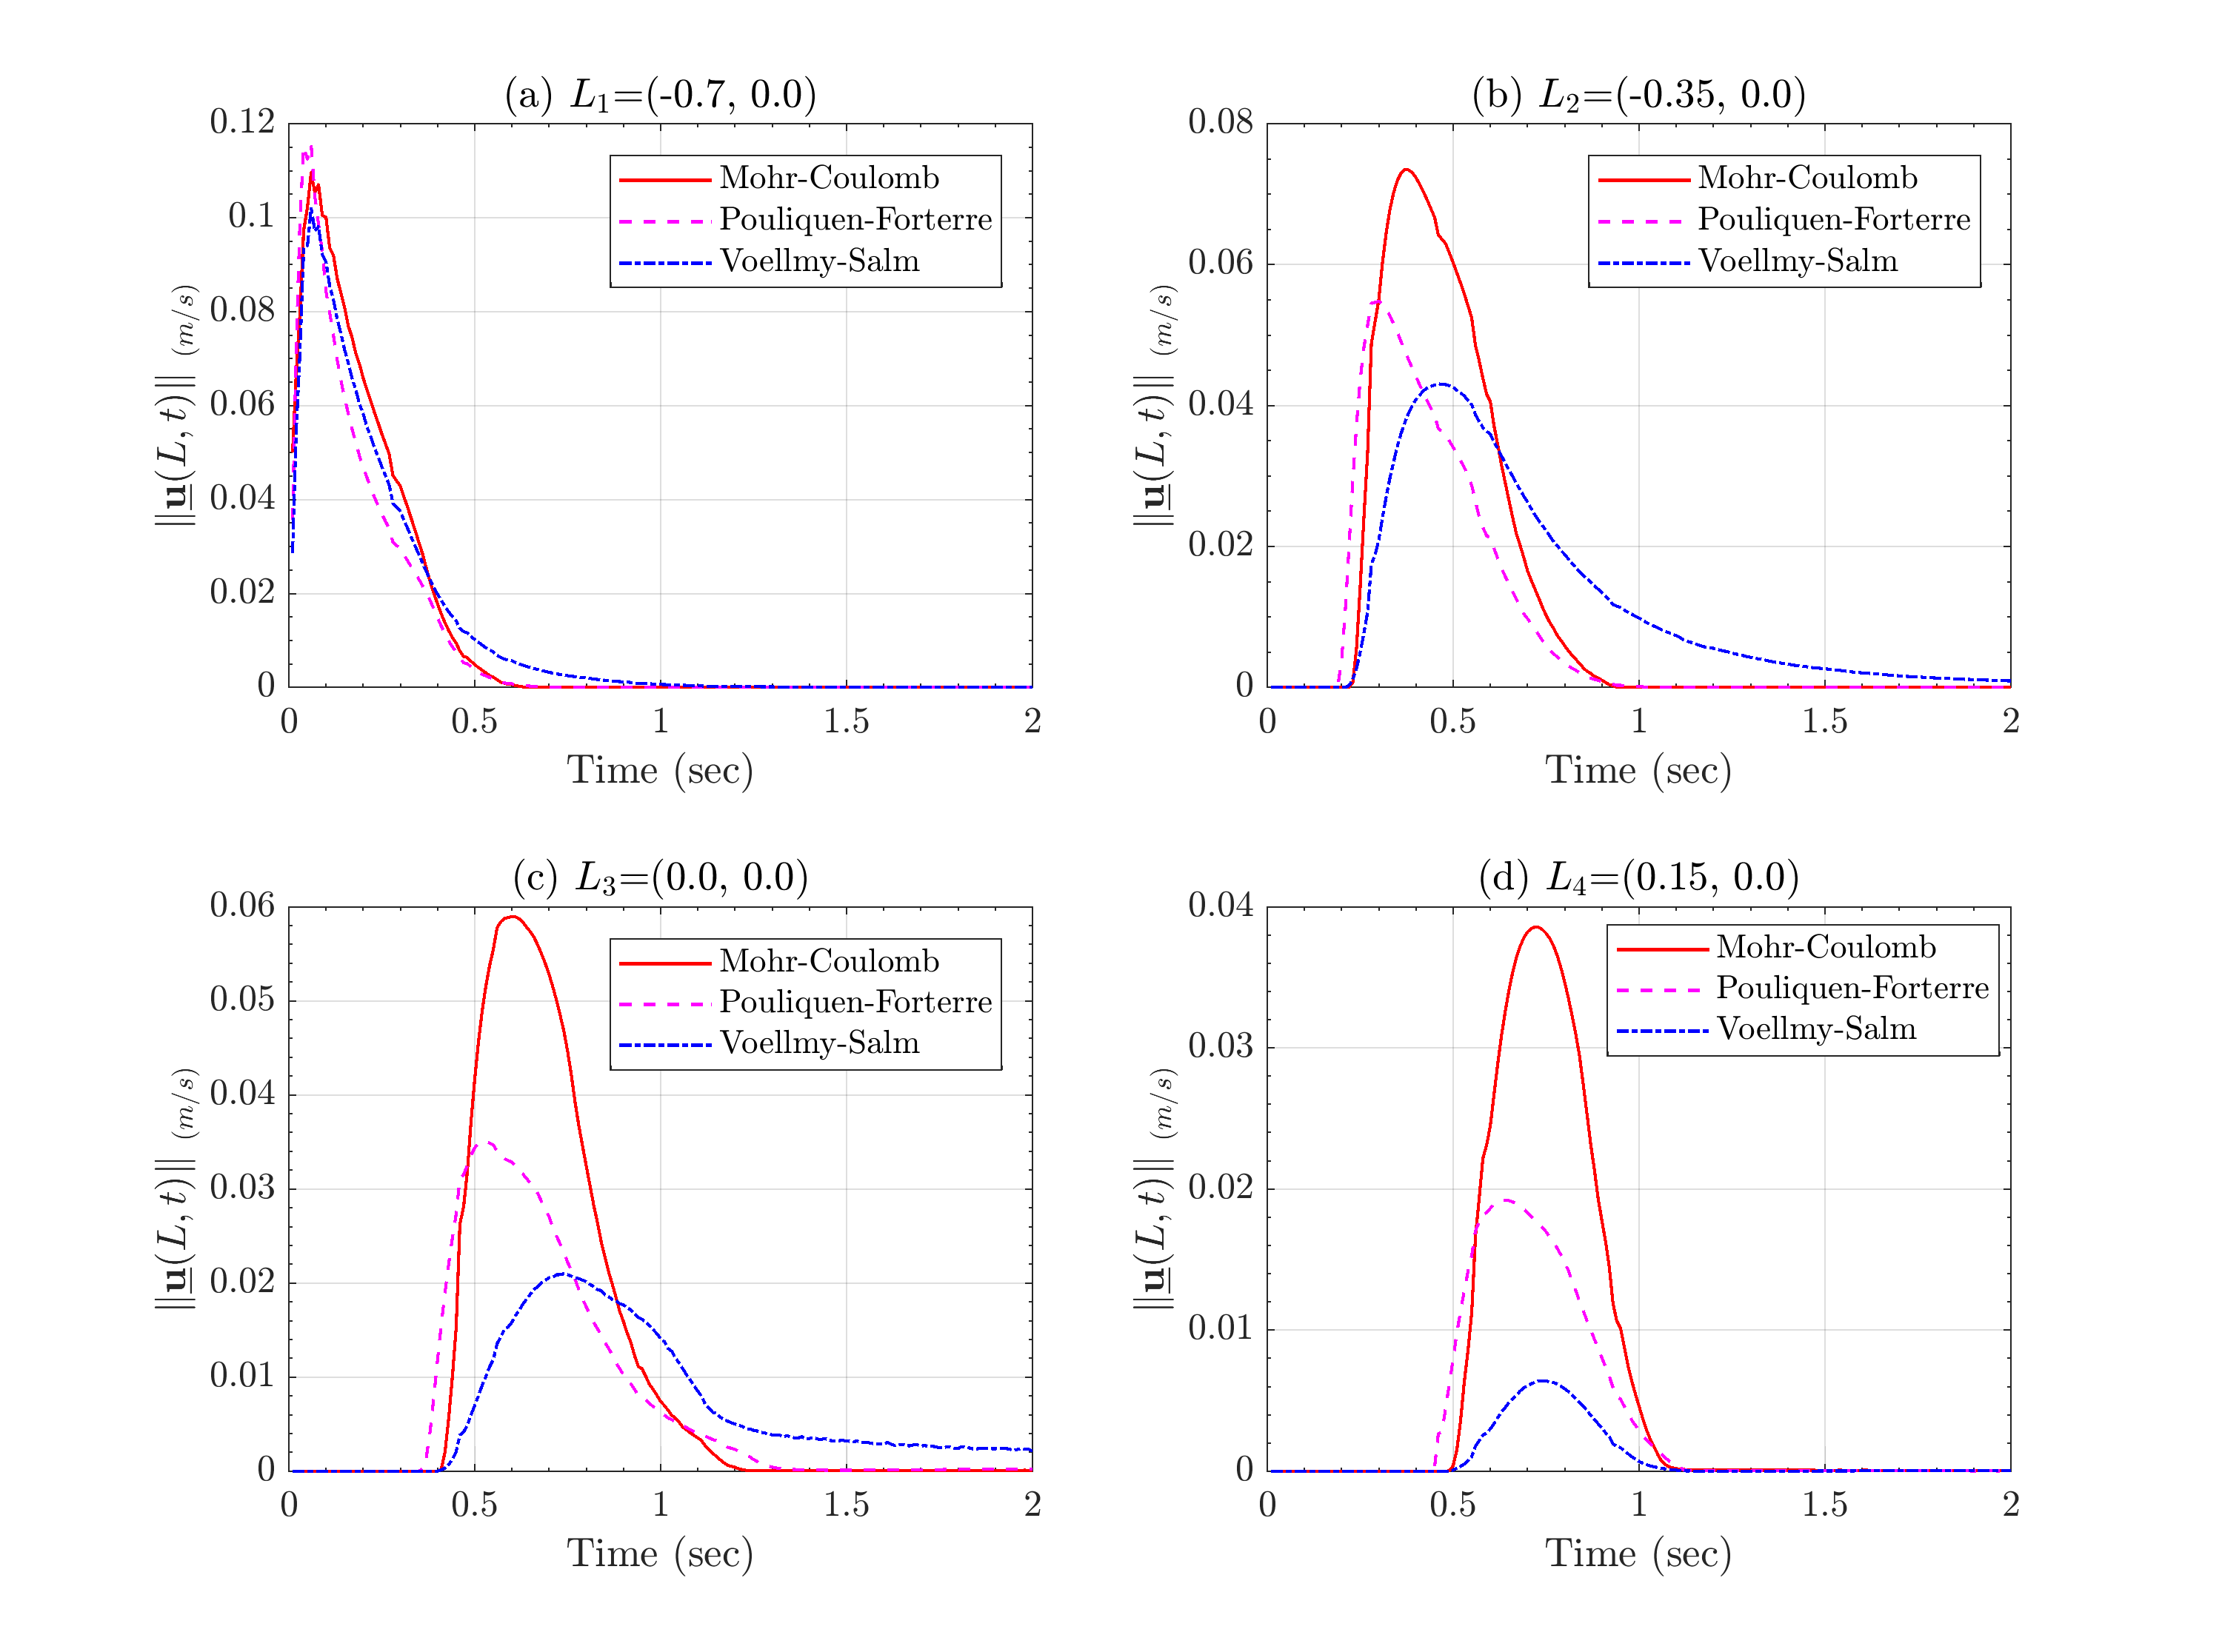 (a) L₁=(-0.7, 0.0)
0.12
0.1
0.08
0.06
0.04
0.02
0
||u(L, t)|| (m/s)
Mohr-Coulomb
Pouliquen-Forterre
Voellmy-Salm
0 0.5 1 1.5 2
Time (sec)
(b) L₂=(-0.35, 0.0)
0.08
0.06
0.04
0.02
0
||u(L, t)|| (m/s)
Mohr-Coulomb
Pouliquen-Forterre
Voellmy-Salm
0 0.5 1 1.5 2
Time (sec)
(c) L₃=(0.0, 0.0)
0.06
0.05
0.04
0.03
0.02
0.01
0
||u(L, t)|| (m/s)
Mohr-Coulomb
Pouliquen-Forterre
Voellmy-Salm
0 0.5 1 1.5 2
Time (sec)
(d) L₄=(0.15, 0.0)
0.04
0.03
0.02
0.01
0
||u(L, t)|| (m/s)
Mohr-Coulomb
Pouliquen-Forterre
Voellmy-Salm
0 0.5 1 1.5 2
Time (sec)